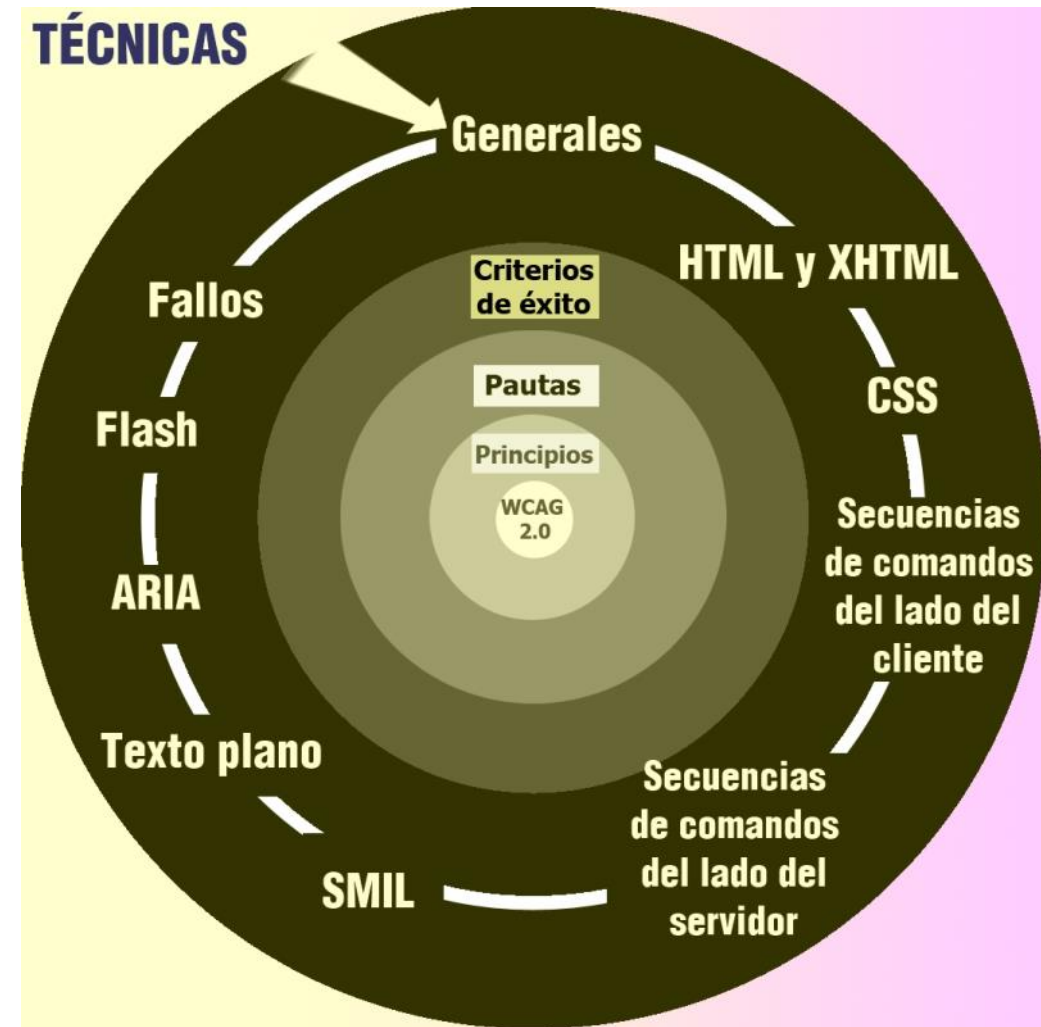 TÉCNICAS
Generales
HTML y XHTML
CSS
Secuencias
de comandos
del lado del
cliente
Secuencias
de comandos
del lado del
servidor
SMIL
Texto plano
ARIA
Flash
Fallos
Criterios
de éxito
Pautas
Principios
WCAG
2.0